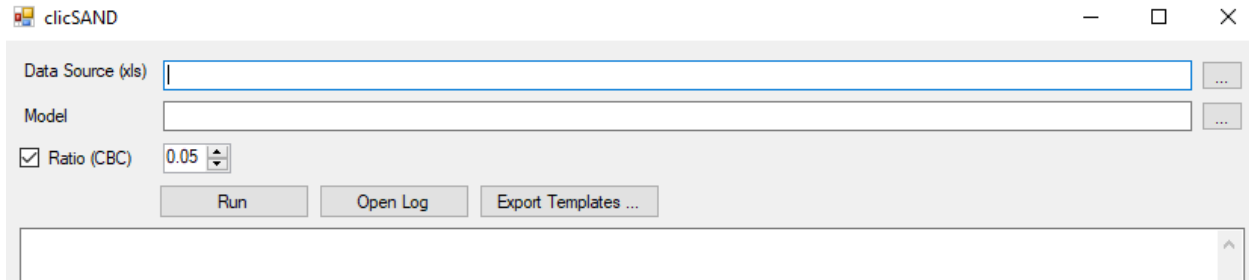 clicSAND
Data Source (xls)
...
Model
...
Ratio (CBC) 0.05
Run Open Log Export Templates ...